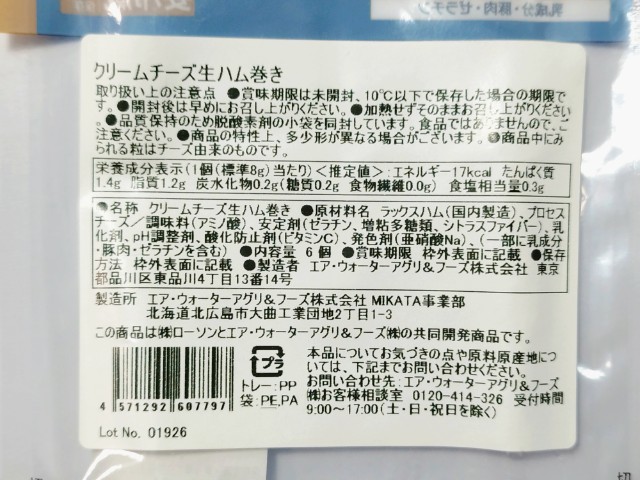 乳成分・豚肉・ゼラチン
クリームチーズ生ハム巻き
取り扱い上の注意点 ●賞味期限は未開封、10℃以下で保存した場合の期限で
す。●開封後は早めにお召し上がりください。●加熱せずそのままお召し上がりくださ
い。●品質保持のため脱酸素剤の小袋を同封しています。食品ではありませんので、ご
注意ください。●商品の特性上、多少形が異なる場合がございます。●商品中にみ
られる粒はチーズ由来のものです。
栄養成分表示(1個(標準8g)当たり)<推定値>:エネルギー17kcal たんぱく質
1.4g 脂質1.2g 炭水化物0.2g(糖質0.2g 食物繊維0.0g) 食塩相当量0.3g
●名称 クリームチーズ生ハム巻き ●原材料名 ラックスハム(国内製造)、プロセス
チーズ/調味料(アミノ酸)、安定剤(ゼラチン、増粘多糖類、シトラスファイバー)、乳
化剤、pH調整剤、酸化防止剤(ビタミンC)、発色剤(亜硝酸Na)、(一部に乳成分
・豚肉・ゼラチンを含む) ●内容量 6個 ●賞味期限 枠外表面に記載 ●保存
方法 枠外表面に記載 ●製造者 エア・ウォーターアグリ&フーズ株式会社 東京
都品川区東品川4丁目13番14号
製造所 エア・ウォーターアグリ&フーズ株式会社 MIKATA事業部
北海道北広島市大曲工業団地2丁目1-3
この商品は㈱ローソンとエア・ウォーターアグリ&フーズ㈱の共同開発商品です。
4 571292 607797
プラ
トレー:PP
袋:PE,PA
本品についてお気づきの点や原料原産地につい
ては、下記までお問い合わせください。
お問い合わせ先:エア・ウォーターアグリ&フーズ
㈱お客様相談室 0120-414-326 受付時間
9:00~17:00(土・日・祝日を除く)
Lot No. 01926
切